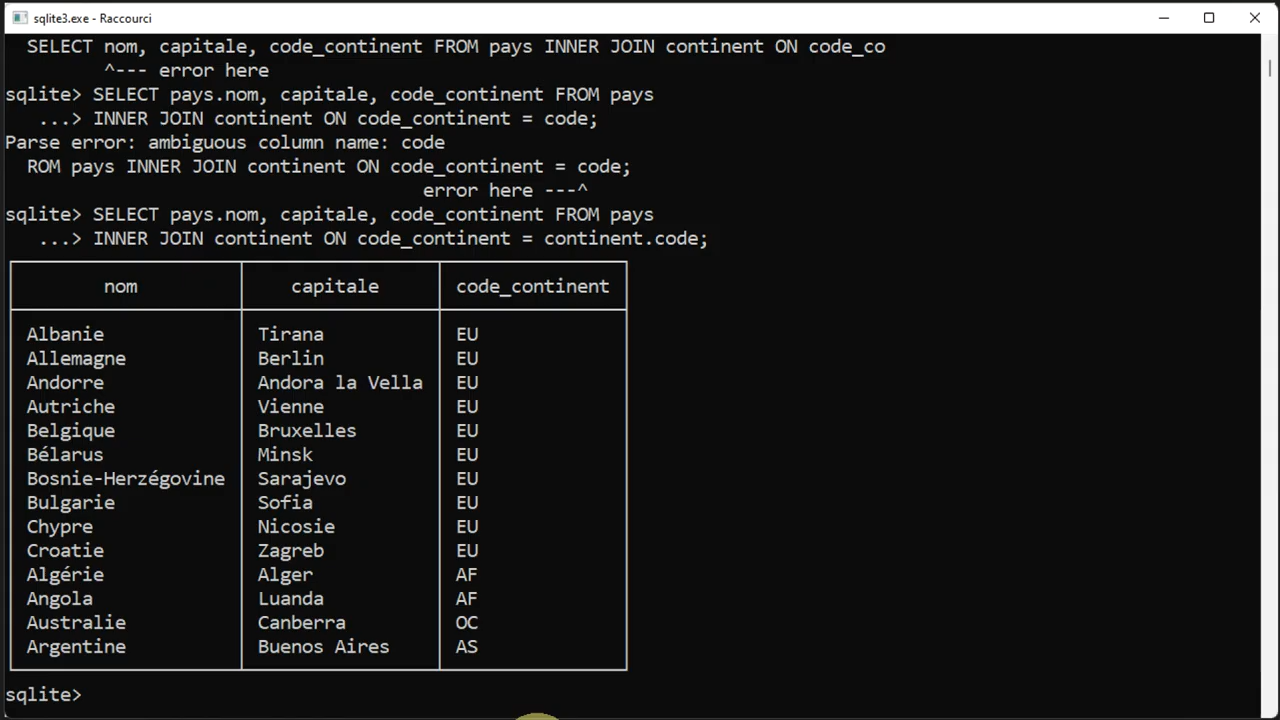 sqlite3.exe - Raccourci
SELECT nom, capitale, code_continent FROM pays INNER JOIN continent ON code_co
^--- error here
sqlite> SELECT pays.nom, capitale, code_continent FROM pays
...> INNER JOIN continent ON code_continent = code;
Parse error: ambiguous column name: code
ROM pays INNER JOIN continent ON code_continent = code;
error here ---^
sqlite> SELECT pays.nom, capitale, code_continent FROM pays
...> INNER JOIN continent ON code_continent = continent.code;
nom capitale code_continent
Albanie Tirana EU
Allemagne Berlin EU
Andorre Andora la Vella EU
Autriche Vienne EU
Belgique Bruxelles EU
Bélarus Minsk EU
Bosnie-Herzégovine Sarajevo EU
Bulgarie Sofia EU
Chypre Nicosie EU
Croatie Zagreb EU
Algérie Alger AF
Angola Luanda AF
Australie Canberra OC
Argentine Buenos Aires AS
sqlite>